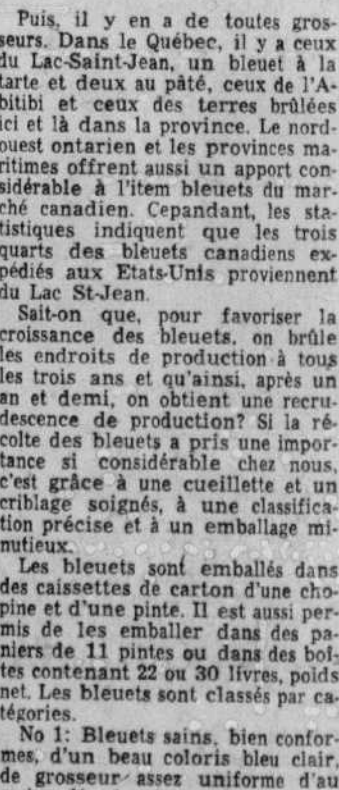 Puis, il y en a de toutes gros-
seurs. Dans le Québec, il y a ceux
du Lac-Saint-Jean, un bleuet à la
tarte et deux au pâté, ceux de l'A-
bitibi et ceux des terres brûlées
ici et là dans la province. Le nord-
ouest ontarien et les provinces ma-
ritimes offrent aussi un apport con-
sidérable à l'item bleuets du mar-
ché canadien. Cepandant, les sta-
tistiques indiquent que les trois
quarts des bleuets canadiens ex-
pédiés aux Etats-Unis proviennent
du Lac St-Jean.
Sait-on que, pour favoriser la
croissance des bleuets, on brûle
les endroits de production à tous
les trois ans et qu'ainsi, après un
an et demi, on obtient une recru-
descence de production? Si la ré-
colte des bleuets a pris une impor-
tance si considérable chez nous,
c'est grâce à une cueillette et un
criblage soignés, à une classifica-
tion précise et à un emballage mi-
nutieux.
Les bleuets sont emballés dans
des caissettes de carton d'une cho-
pine et d'une pinte. Il est aussi per-
mis de les emballer dans des pa-
niers de 11 pintes ou dans des boî-
tes contenant 22 ou 30 livres, poids
net. Les bleuets sont classés par ca-
tégories.
No 1: Bleuets sains, bien confor-
mes, d'un beau coloris bleu clair,
de grosseur assez uniforme d'au